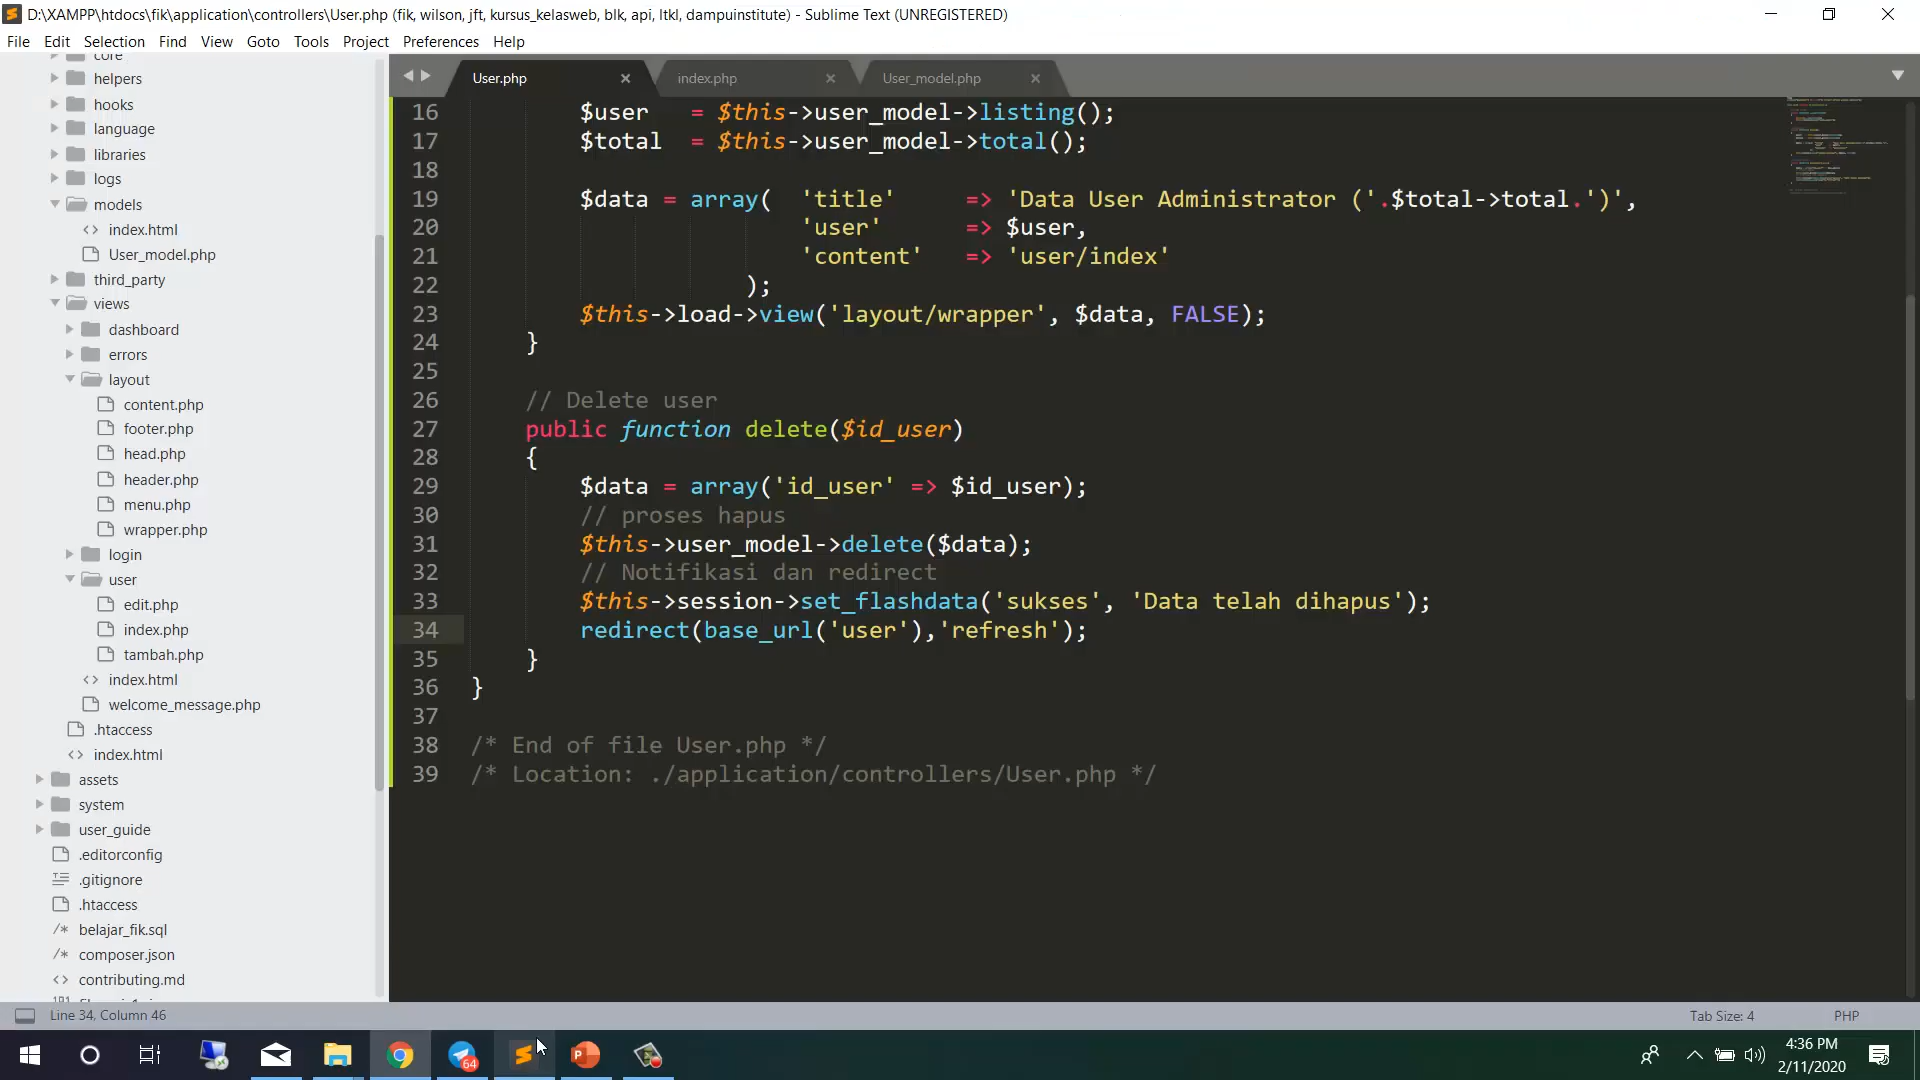 D:\XAMPP\htdocs\fik\application\controllers\User.php (fik, wilson, jft, kursus_kelasweb, blk, api, ltkl, dampuinstitute) - Sublime Text (UNREGISTERED)
File Edit Selection Find View Goto Tools Project Preferences Help
core
helpers
hooks
language
libraries
logs
models
index.html
User_model.php
third_party
views
dashboard
errors
layout
content.php
footer.php
head.php
header.php
menu.php
wrapper.php
login
user
edit.php
index.php
tambah.php
index.html
welcome_message.php
.htaccess
index.html
assets
system
user_guide
.editorconfig
.gitignore
.htaccess
belajar_fik.sql
composer.json
contributing.md
User.php index.php User_model.php
16 $user = $this->user_model->listing();
17 $total = $this->user_model->total();
18
19 $data = array( 'title' => 'Data User Administrator ('.$total->total.')',
20 'user' => $user,
21 'content' => 'user/index'
22 );
23 $this->load->view('layout/wrapper', $data, FALSE);
24 }
25
26 // Delete user
27 public function delete($id_user)
28 {
29 $data = array('id_user' => $id_user);
30 // proses hapus
31 $this->user_model->delete($data);
32 // Notifikasi dan redirect
33 $this->session->set_flashdata('sukses', 'Data telah dihapus');
34 redirect(base_url('user'),'refresh');
35 }
36 }
37
38 /* End of file User.php */
39 /* Location: ./application/controllers/User.php */
Line 34, Column 46
Tab Size: 4 PHP
64
4:36 PM
2/11/2020